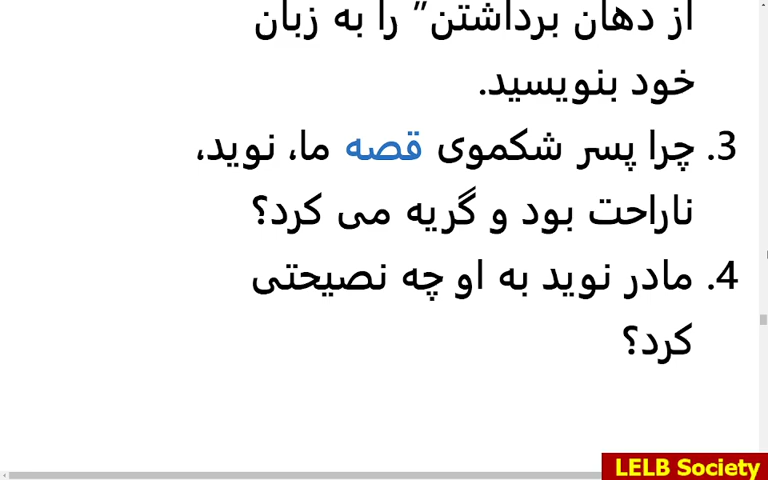 از دهان برداشتن” را به زبان
خود بنویسید.
3. چرا پسر شکموی قصه ما، نوید،
ناراحت بود و گریه می کرد؟
4. مادر نوید به او چه نصیحتی
کرد؟
LELB Society